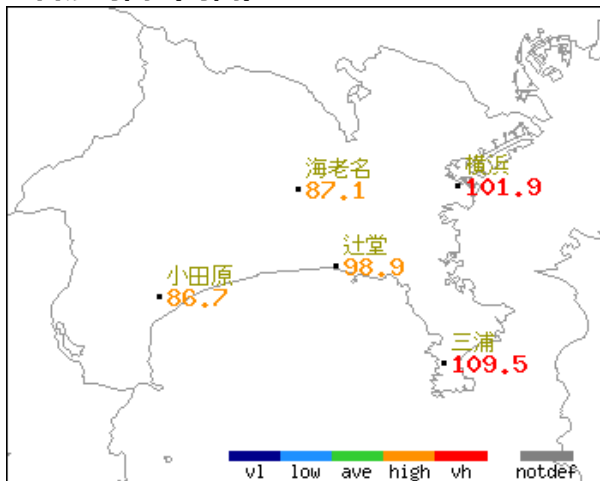 海老名
87.1
横浜
101.9
辻堂
98.9
小田原
86.7
三浦
109.5
vl low ave high vh notdef